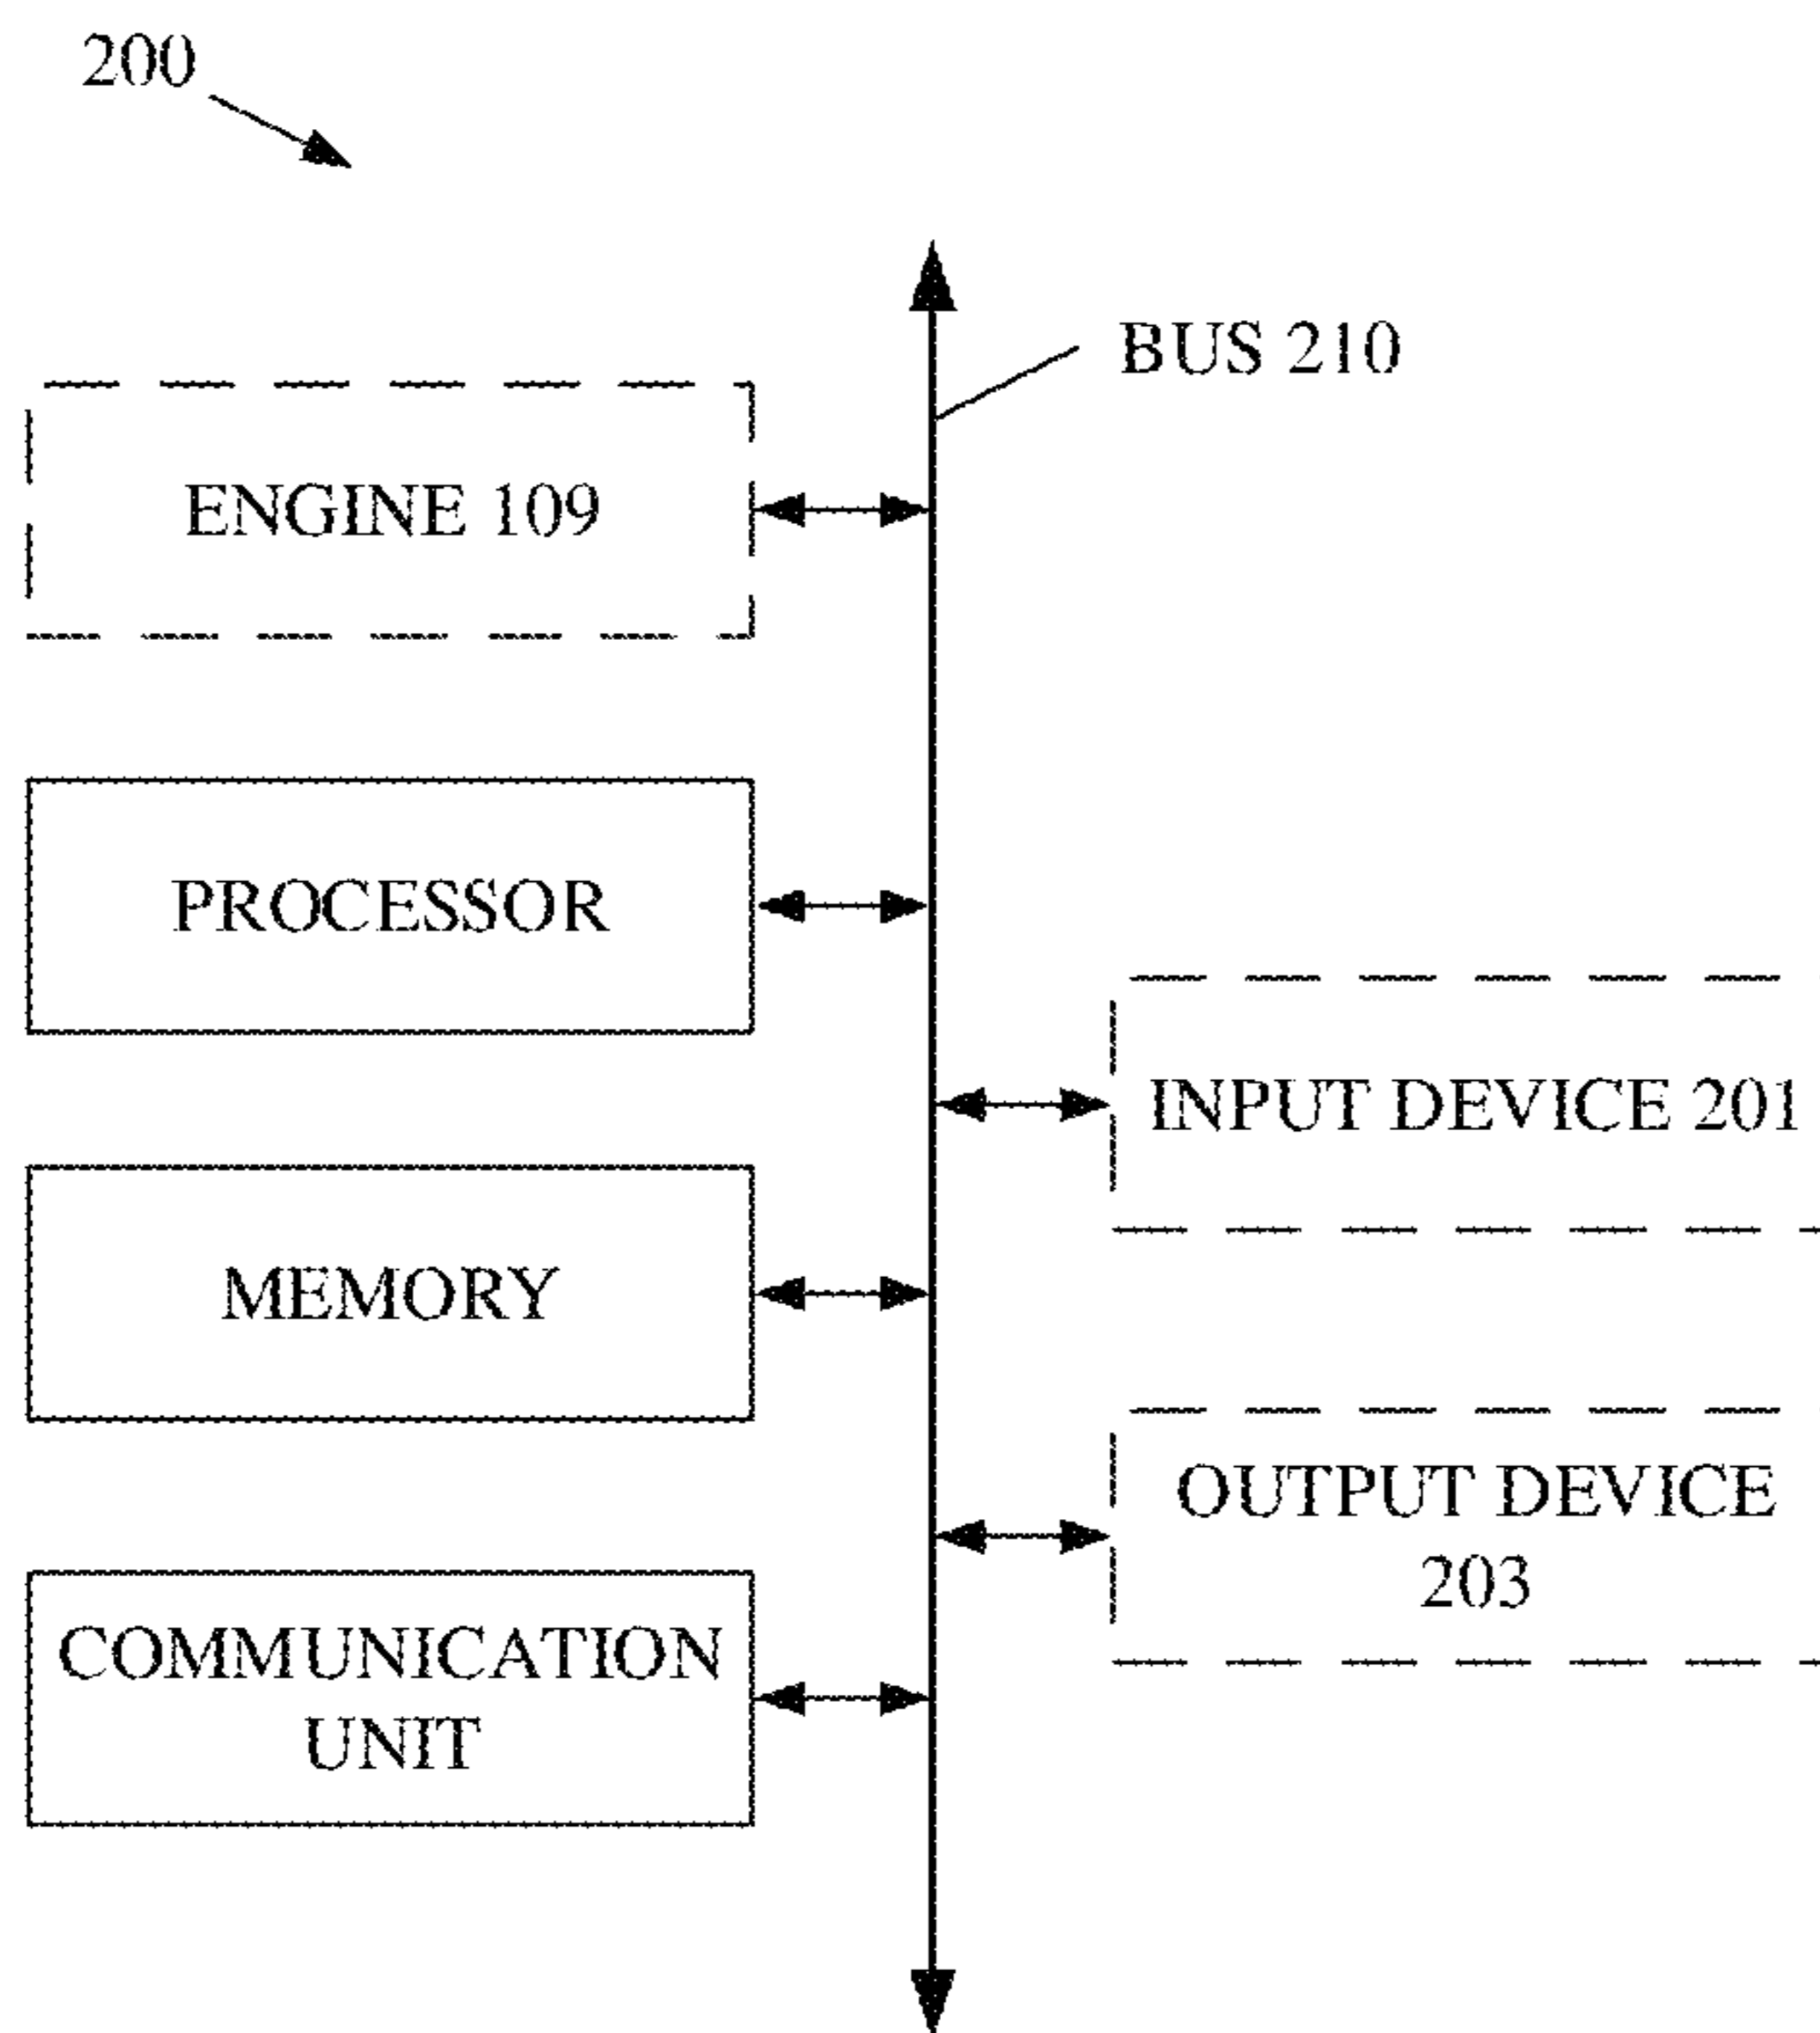 200
BUS 210
ENGINE 109
PROCESSOR
INPUT DEVICE 201
MEMORY
OUTPUT DEVICE
203
COMMUNICATION
UNIT